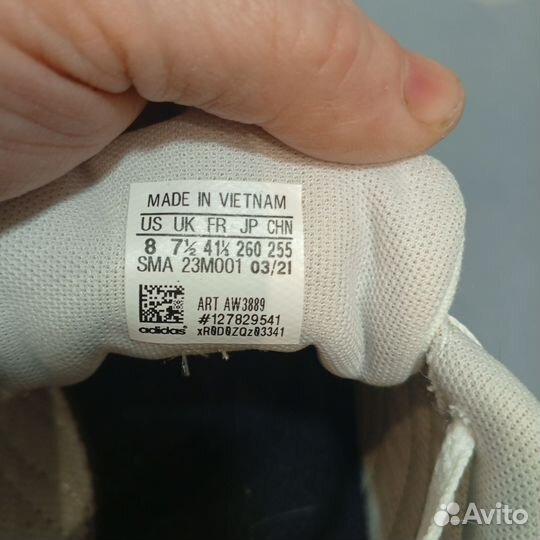 MADE IN VIETNAM
US UK FR JP CHN
8 7½ 41⅓ 260 255
SMA 23M001 03/21
ART AW3889
#127829541
adidas xR0D0ZQz03341
Avito